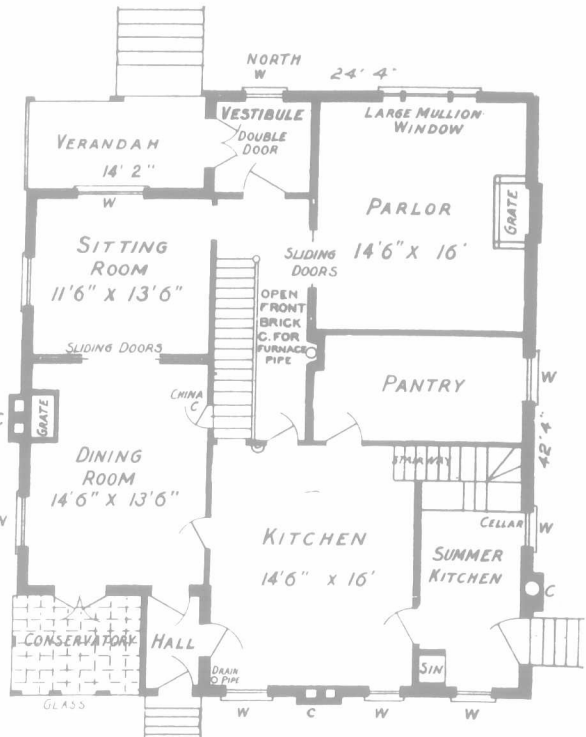 NORTH
W
24' 4"
VESTIBULE
DOUBLE
DOOR
LARGE MULLION
WINDOW
VERANDAH
14' 2"
W
PARLOR
14'6" X 16'
GRATE
SITTING
ROOM
11'6" X 13'6"
SLIDING
DOORS
OPEN
FRONT
BRICK
C. FOR
FURNACE
PIPE
SLIDING DOORS
PANTRY
W
CHINA
C
GRATE
42'4"
DINING
ROOM
14'6" X 13'6"
STAIRWAY
W
CELLAR
W
KITCHEN
14'6" X 16'
SUMMER
KITCHEN
C
CONSERVATORY
HALL
DRAIN
PIPE
SIN
GLASS
W
C
W
W